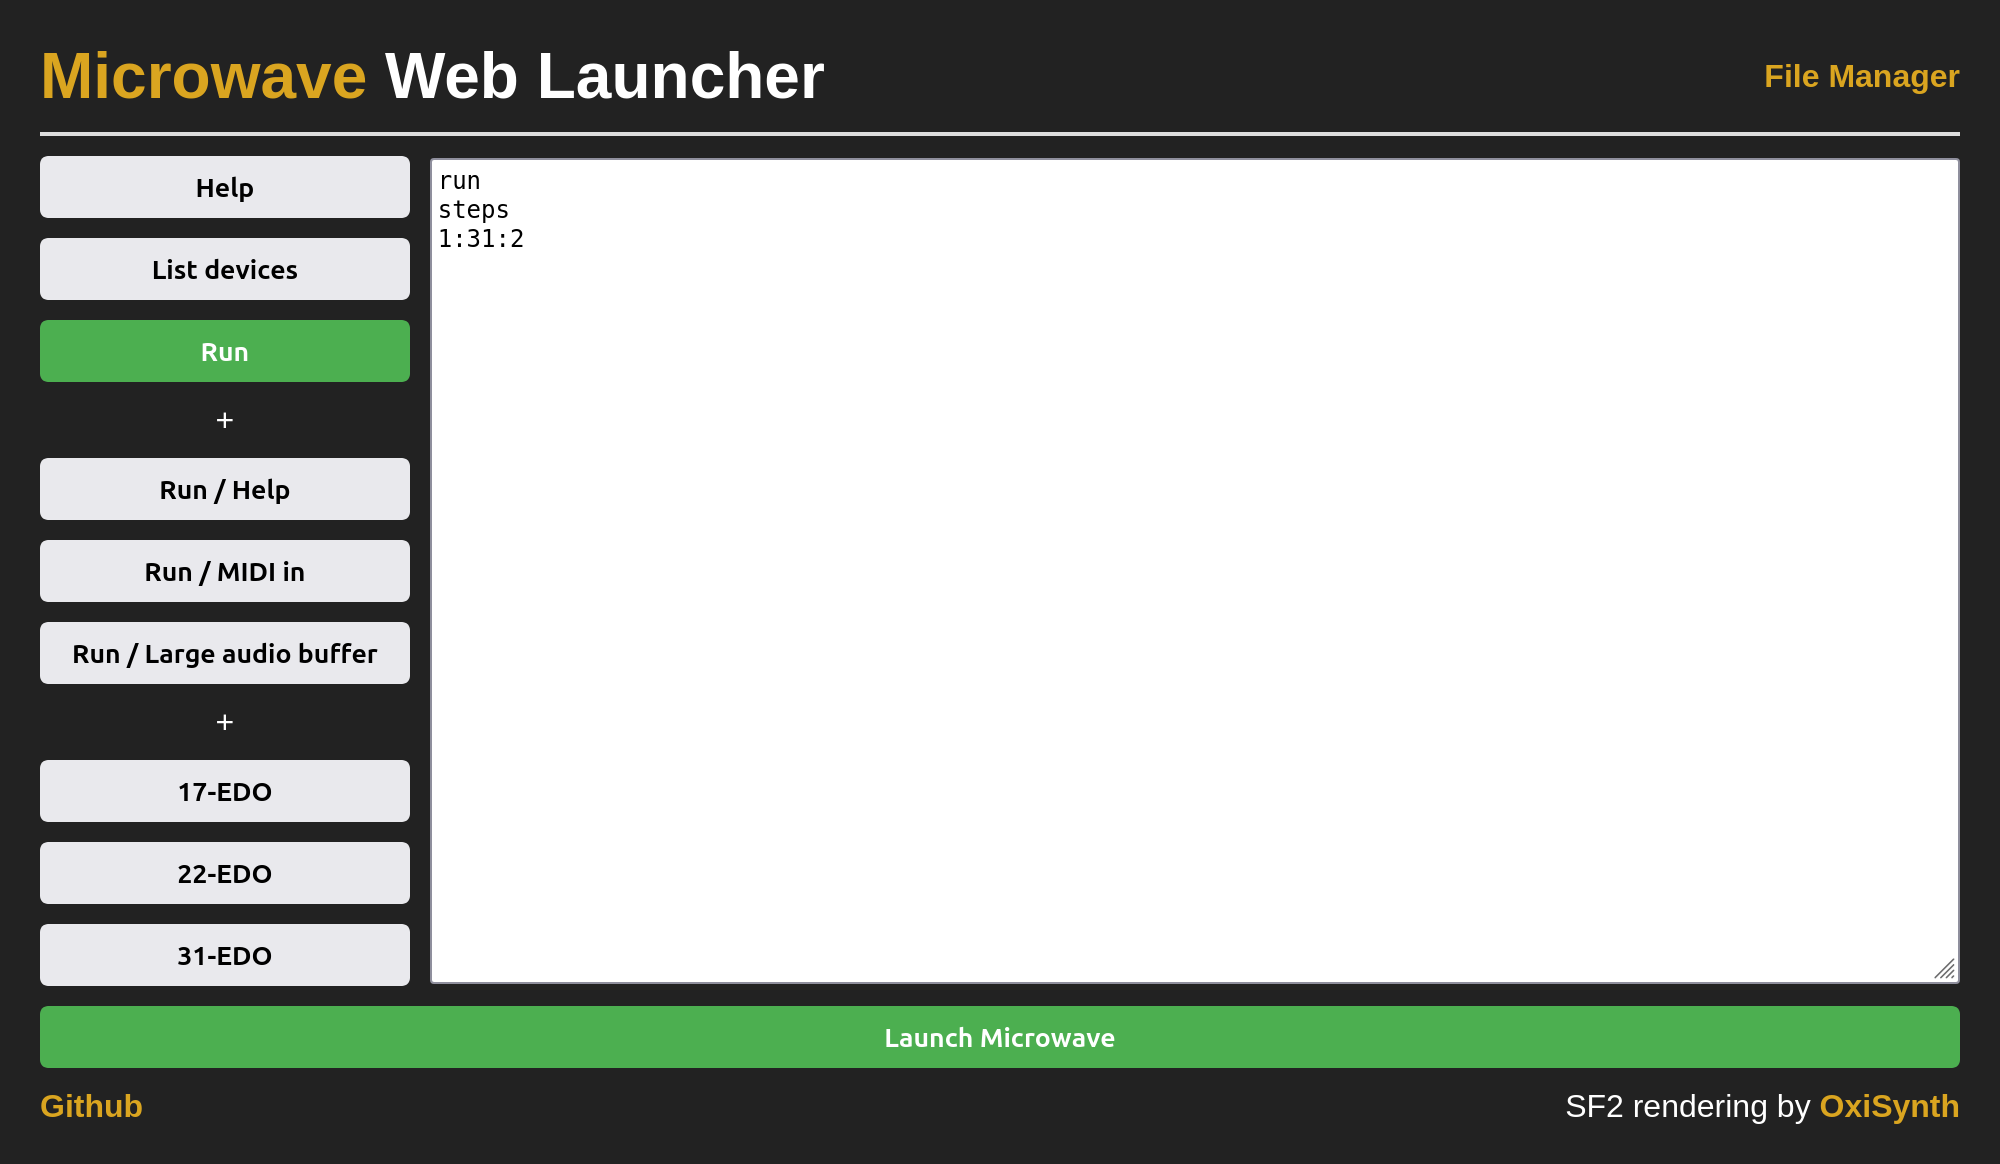 Microwave Web Launcher
File Manager
Help
List devices
Run
+
Run / Help
Run / MIDI in
Run / Large audio buffer
+
17-EDO
22-EDO
31-EDO
run
steps
1:31:2
Launch Microwave
Github
SF2 rendering by OxiSynth